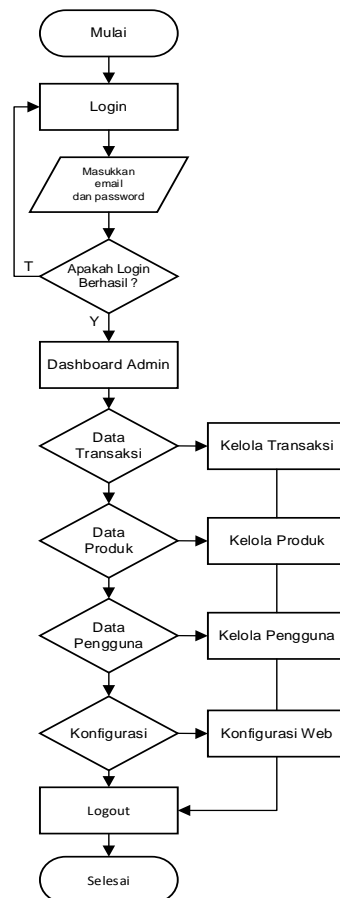 Mulai
Login
Masukkan
email
dan password
Apakah Login
Berhasil ?
T
Y
Dashboard Admin
Data
Transaksi
Kelola Transaksi
Data
Produk
Kelola Produk
Data
Pengguna
Kelola Pengguna
Konfigurasi
Konfigurasi Web
Logout
Selesai